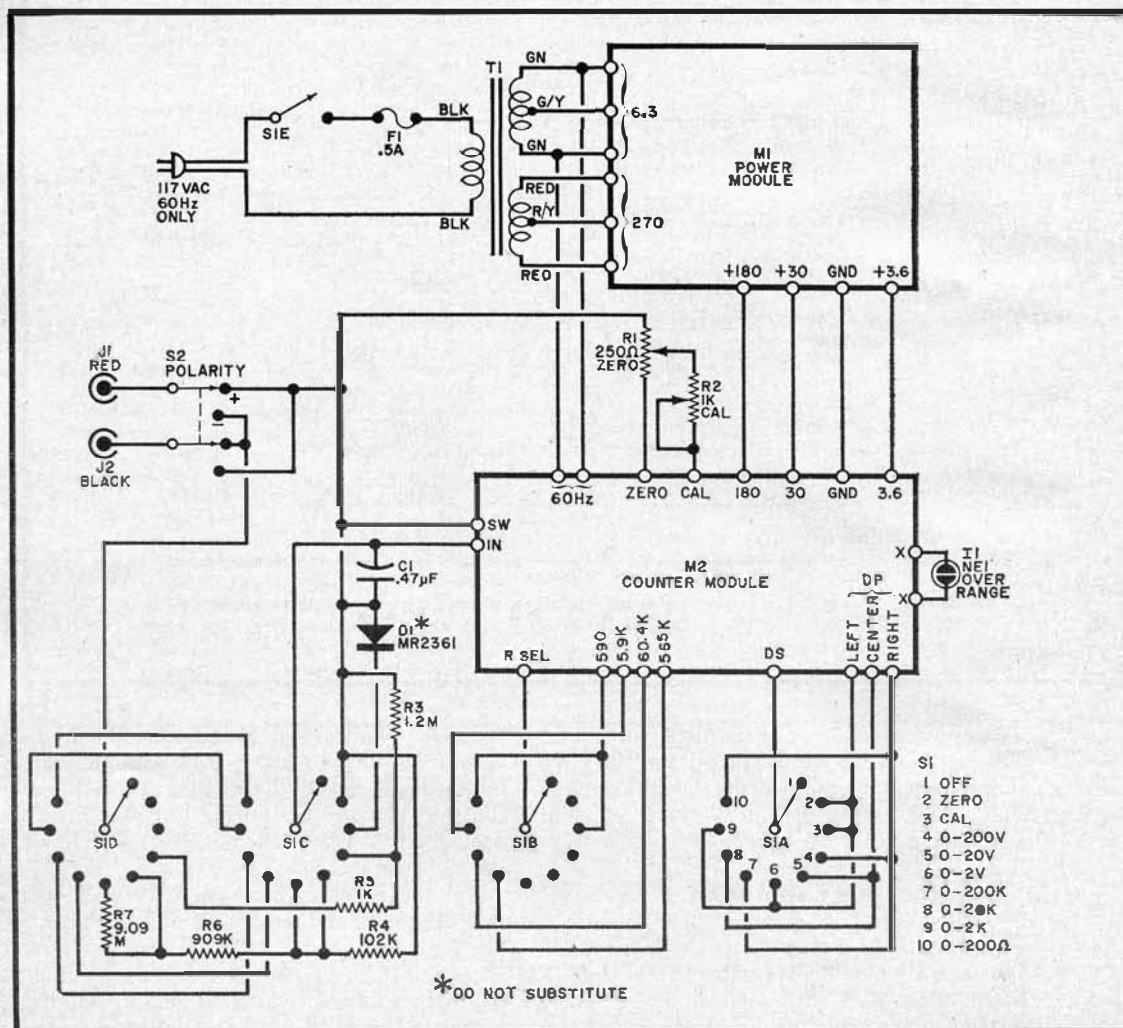 GN
T1
BLK
G/Y
6.3
S1E
F1
.5A
GN
M1
POWER
MODULE
117 VAC
60Hz
ONLY
RED
R/Y
270
BLK
RED
+180
+30
GND
+3.6
J1
RED
S2
POLARITY
R1
250Ω
ZERO
+
R2
1K
CAL
–
J2
BLACK
60Hz
ZERO
CAL
180
30
GND
3.6
SW
IN
X
I1
NE1
OVER
RANGE
C1
.47µF
M2
COUNTER MODULE
DP
X
D1*
MR2361
R SEL
590
5.9K
60.4K
565K
DS
LEFT
CENTER
RIGHT
R3
1.2M
S1
1 OFF
2 ZERO
3 CAL
4 0-200V
5 0-20V
6 0-2V
7 0-200K
8 0-20K
9 0-2K
10 0-200Ω
1
10
2
S1D
S1C
S1B
9
S1A
3
8
7
6
5
4
R5
1K
R7
9.09
M
R6
909K
R4
102K
*DO NOT SUBSTITUTE